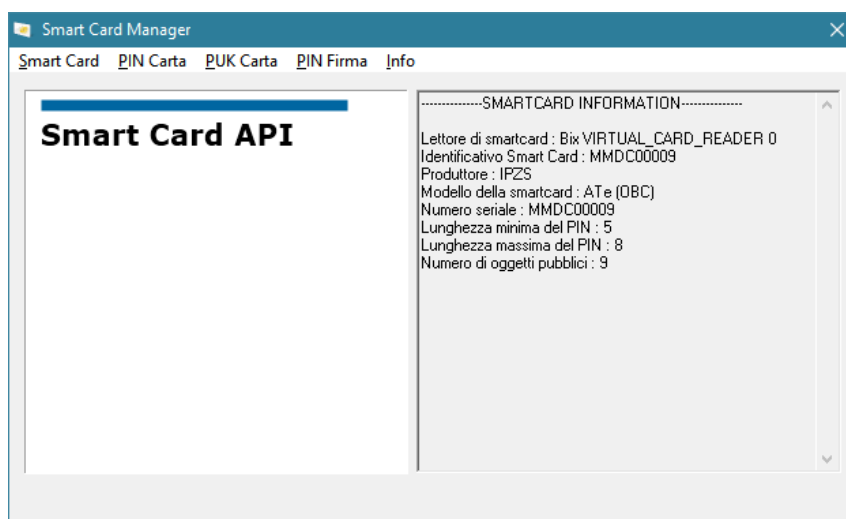 Smart Card Manager
Smart Card PIN Carta PUK Carta PIN Firma Info
Smart Card API
---------------SMARTCARD INFORMATION---------------
Lettore di smartcard : Bix VIRTUAL_CARD_READER 0
Identificativo Smart Card : MMDC00009
Produttore : IPZS
Modello della smartcard : ATe (OBC)
Numero seriale : MMDC00009
Lunghezza minima del PIN : 5
Lunghezza massima del PIN : 8
Numero di oggetti pubblici : 9